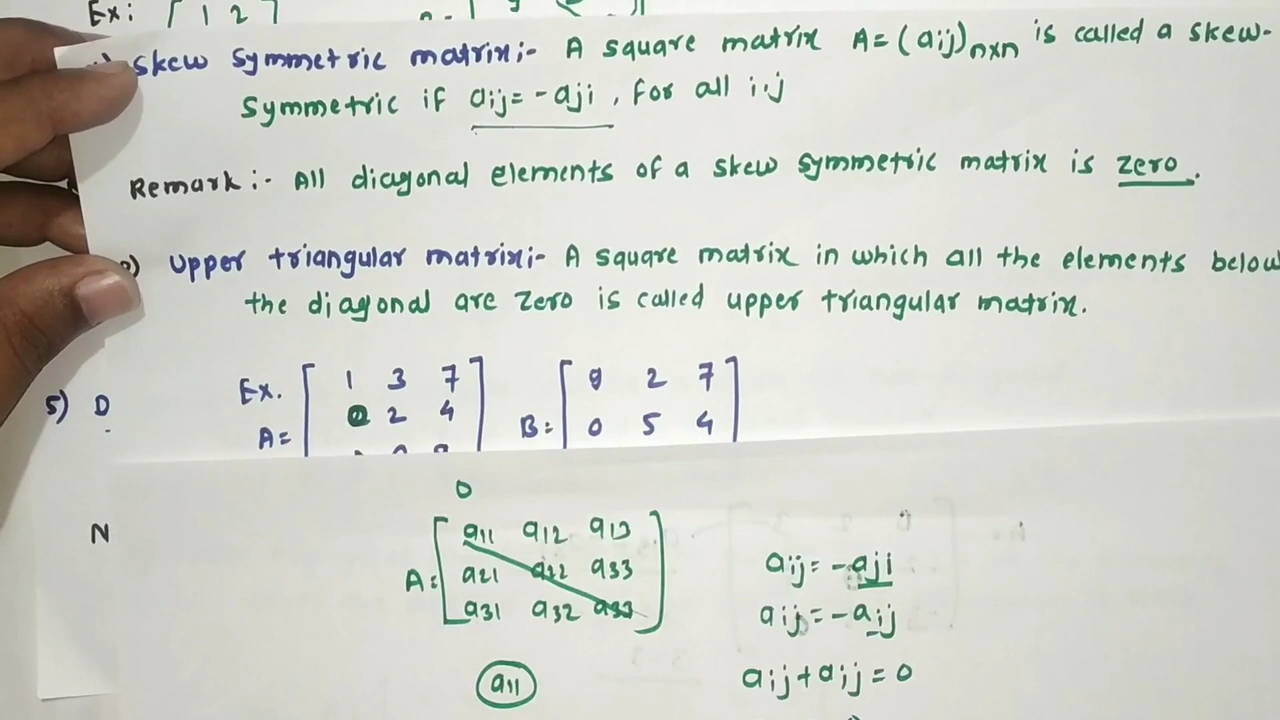 Ex: [ 1 2 ]
skew symmetric matrix:- A square matrix A=(aij)nxn is called a skew-
symmetric if aij=-aji, for all i,j
Remark:- All diagonal elements of a skew symmetric matrix is zero.
) Upper triangular matrix:- A square matrix in which all the elements below
the diagonal are zero is called upper triangular matrix.
Ex.
A= [ 1 3 7
0 2 4
B= [ 9 2 7
0 5 4
5) D
N
0
A= [ a11 a12 a13
a21 a22 a33
a31 a32 a33 ]
a11
aij=-aji
aij=-aij
aij+aij=0